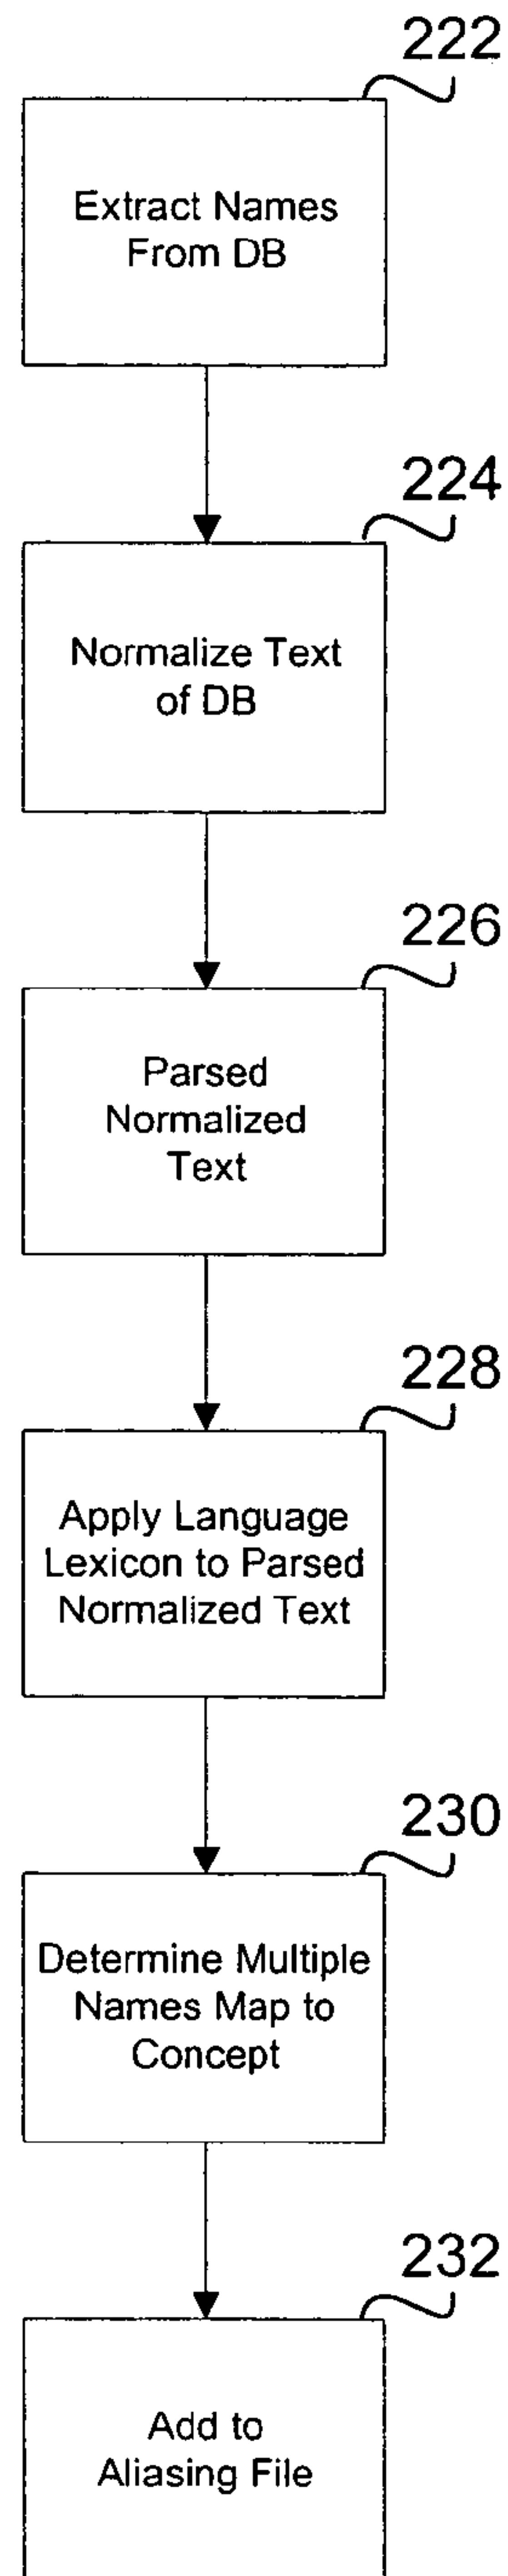 222
Extract Names
From DB
224
Normalize Text
of DB
226
Parsed
Normalized
Text
228
Apply Language
Lexicon to Parsed
Normalized Text
230
Determine Multiple
Names Map to
Concept
232
Add to
Aliasing File